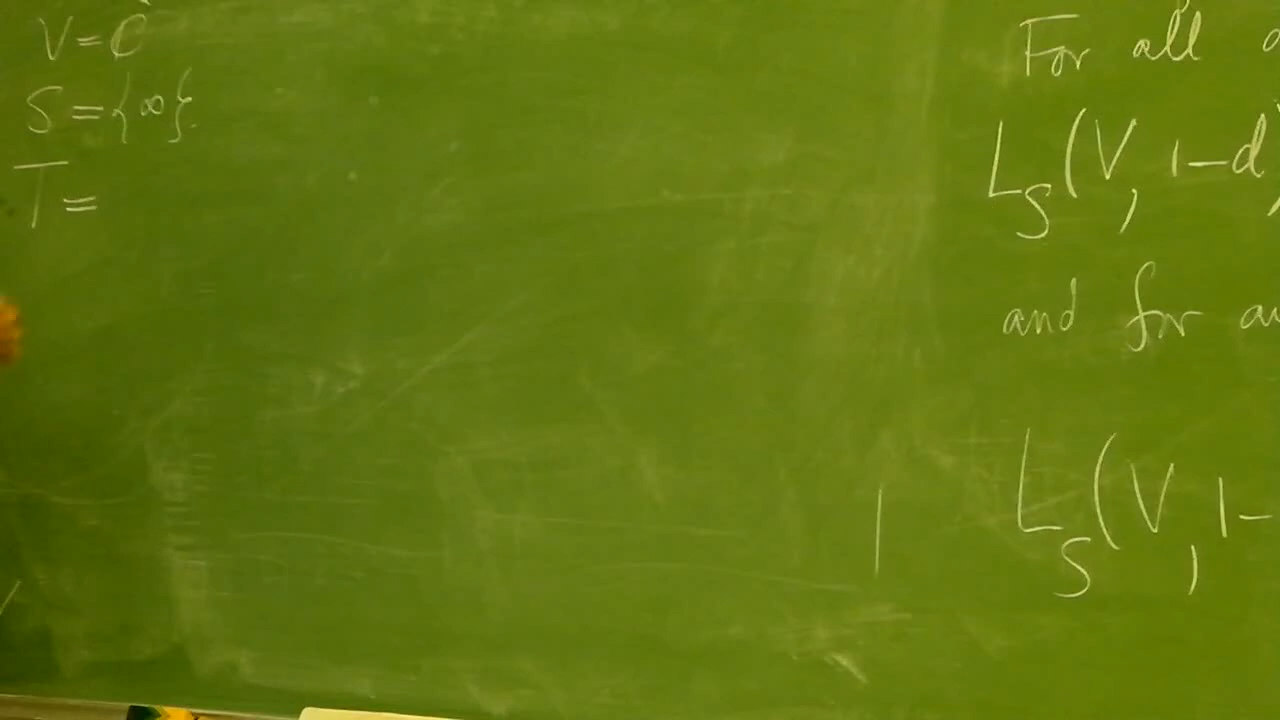 V = C
S = {∞}.
T =
For all
L_S (V, 1-d)
and for
| L_S (V, 1-